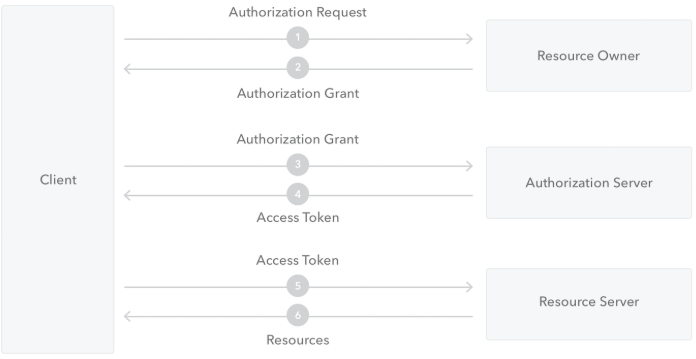 Authorization Request
1
Resource Owner
2
Authorization Grant
Authorization Grant
3
Client
Authorization Server
4
Access Token
Access Token
5
Resource Server
6
Resources